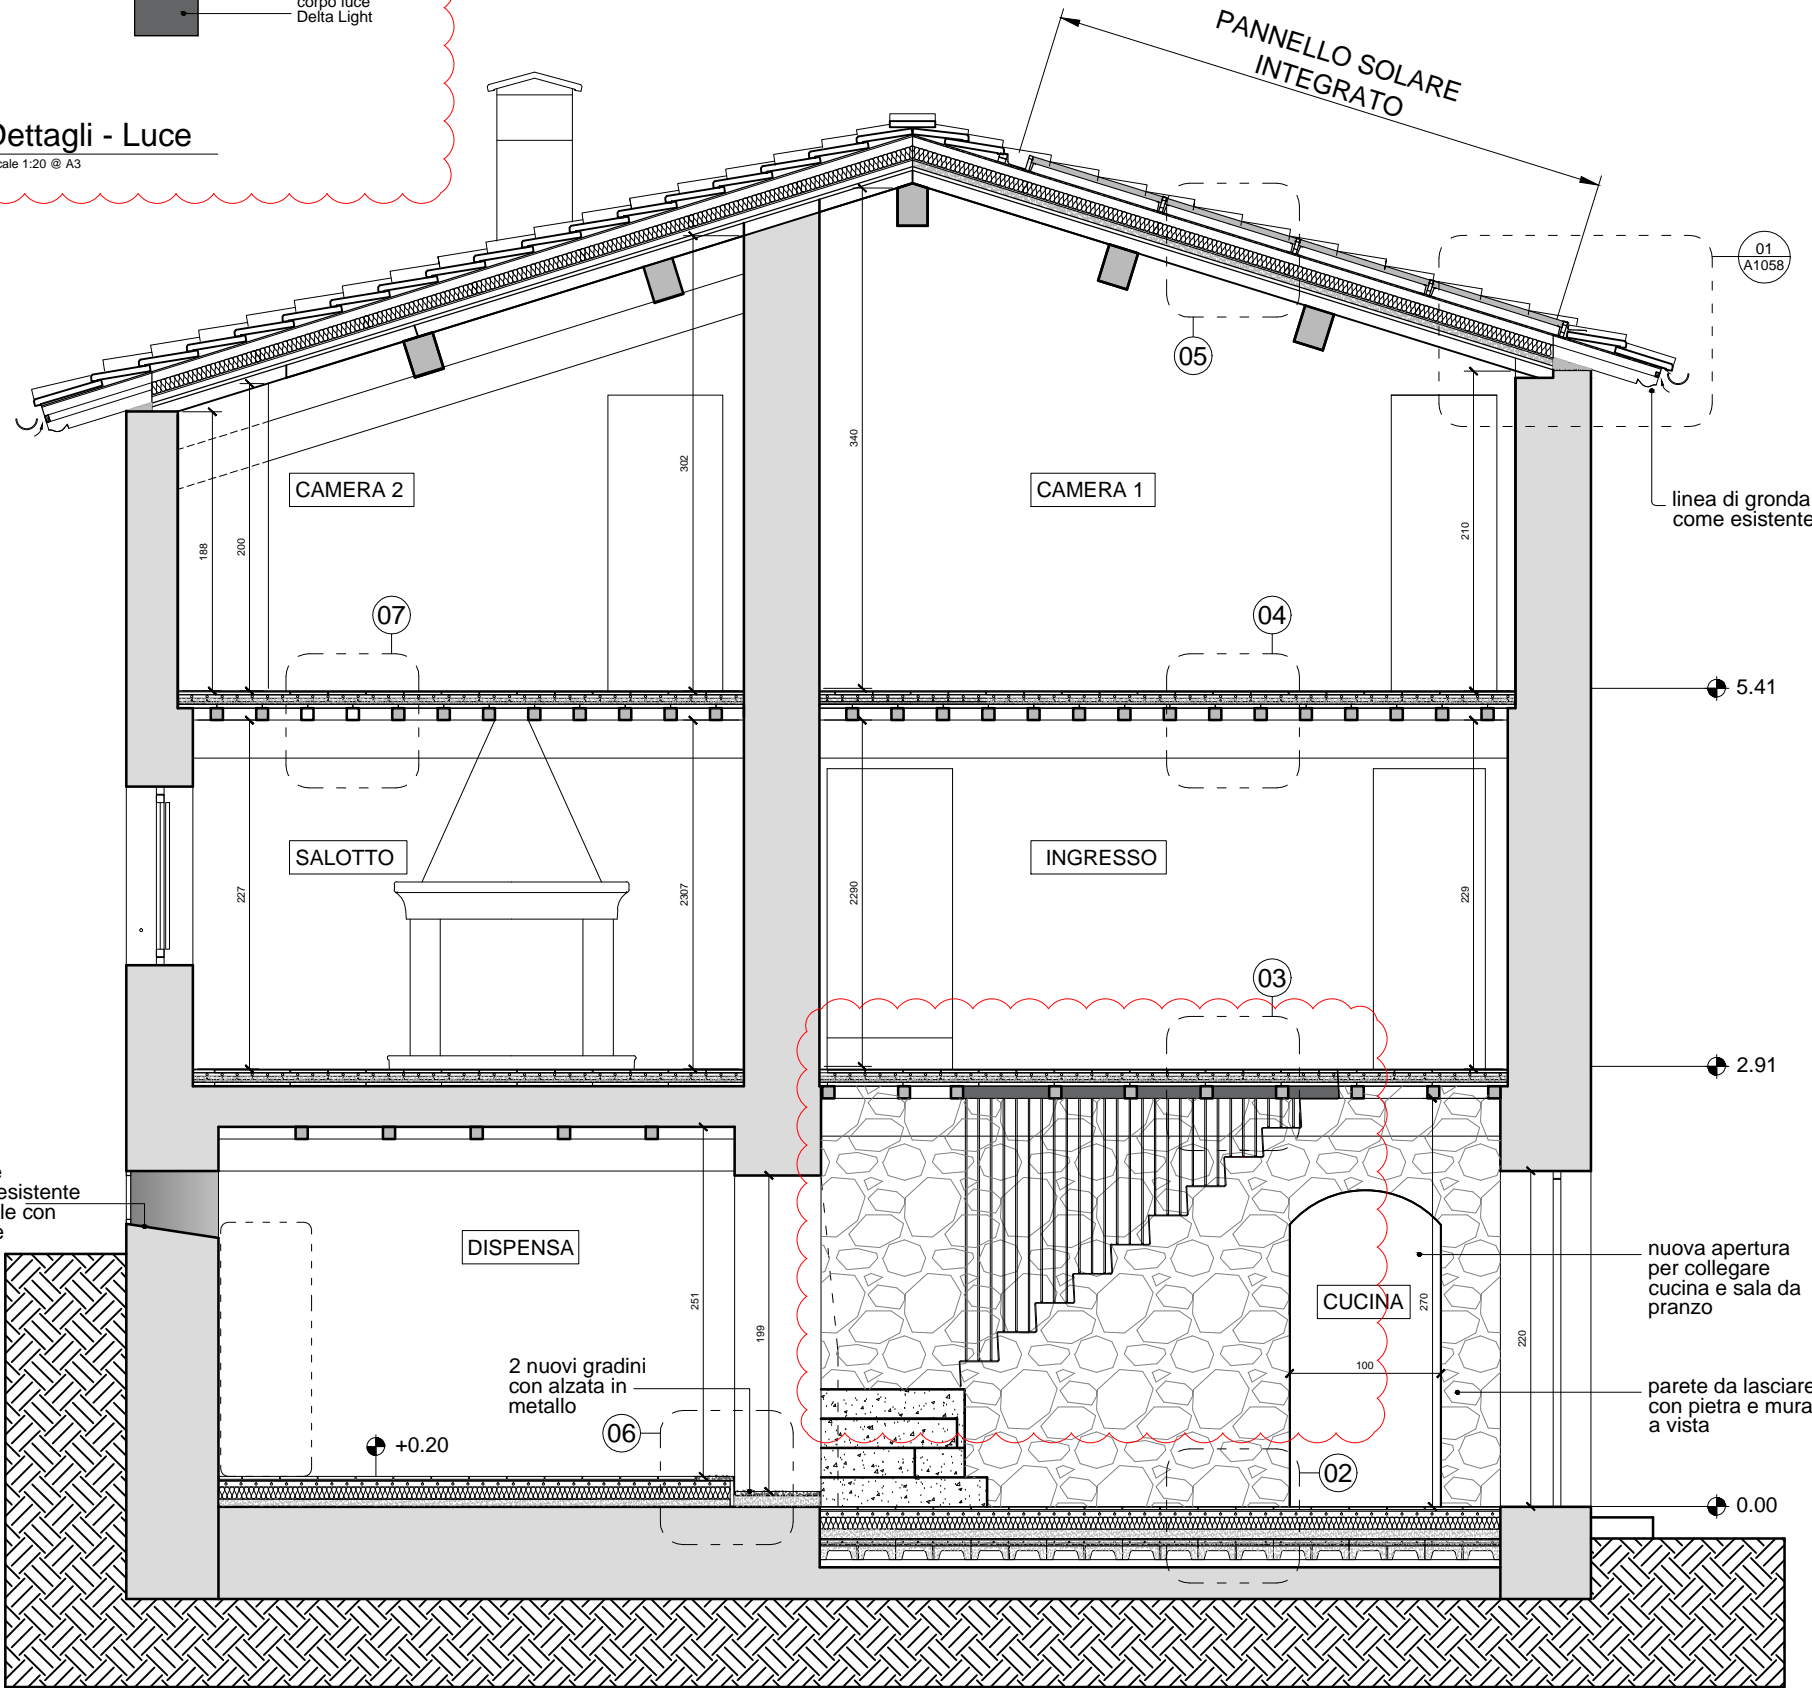 corpo luce
Delta Light
Dettagli - Luce
cale 1:20 @ A3
PANNELLO SOLARE
INTEGRATO
01
A1058
05
linea di gronda
come esistente
CAMERA 2
CAMERA 1
188
200
302
340
210
07
04
5.41
SALOTTO
INGRESSO
227
2307
2290
229
03
2.91
esistente
le con
DISPENSA
251
199
CUCINA
270
100
220
nuova apertura
per collegare
cucina e sala da
pranzo
2 nuovi gradini
con alzata in
metallo
parete da lasciare
con pietra e mura
a vista
06
+0.20
02
0.00